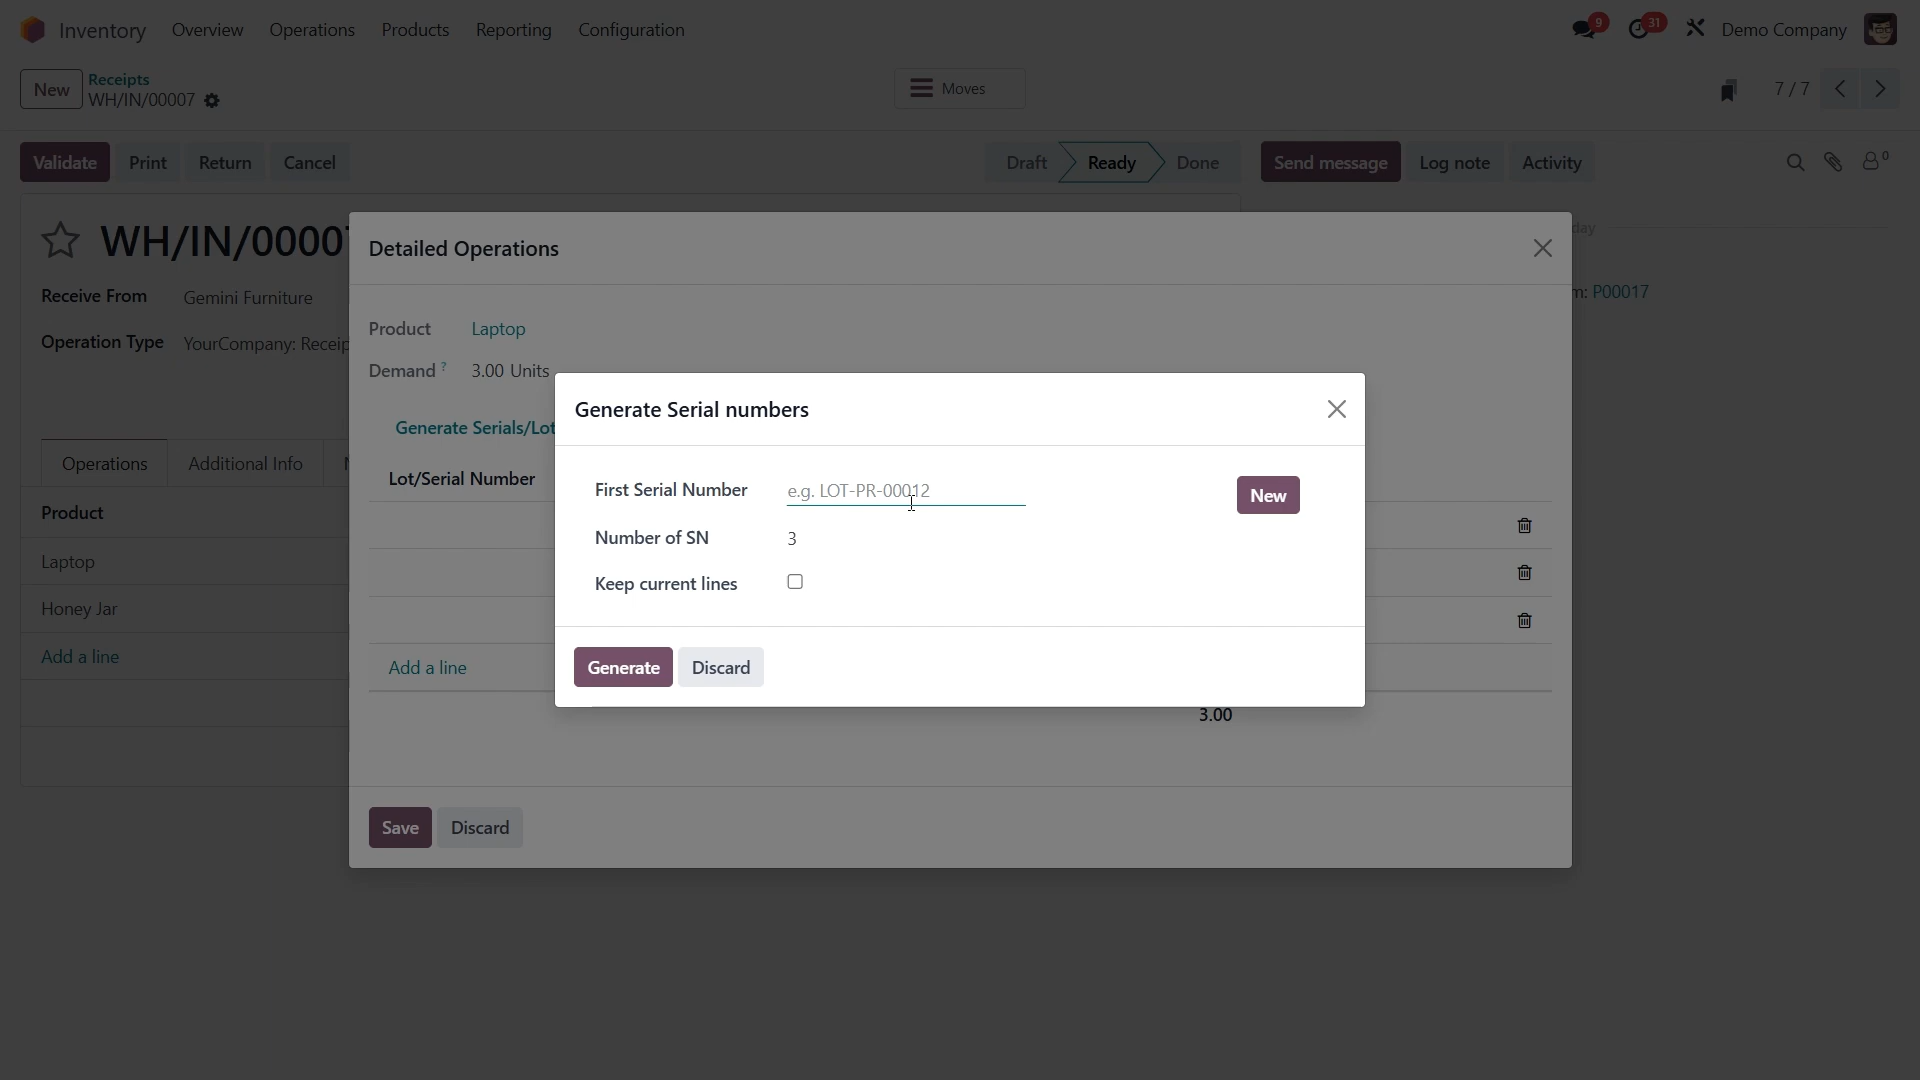 Inventory Overview Operations Products Reporting Configuration 9 31 Demo Company
New Receipts
WH/IN/00007 Moves 7 / 7
Validate Print Return Cancel Draft Ready Done Send message Log note Activity 0
WH/IN/0000
Receive From Gemini Furniture
Operation Type YourCompany: Receip
Operations Additional Info
Product
Laptop
Honey Jar
Add a line
Detailed Operations
Product Laptop
Demand ? 3.00 Units
Generate Serials/Lot
Lot/Serial Number
Add a line
3.00
Save Discard
Generate Serial numbers
First Serial Number e.g. LOT-PR-00012 New
Number of SN 3
Keep current lines
Generate Discard
day
m: P00017